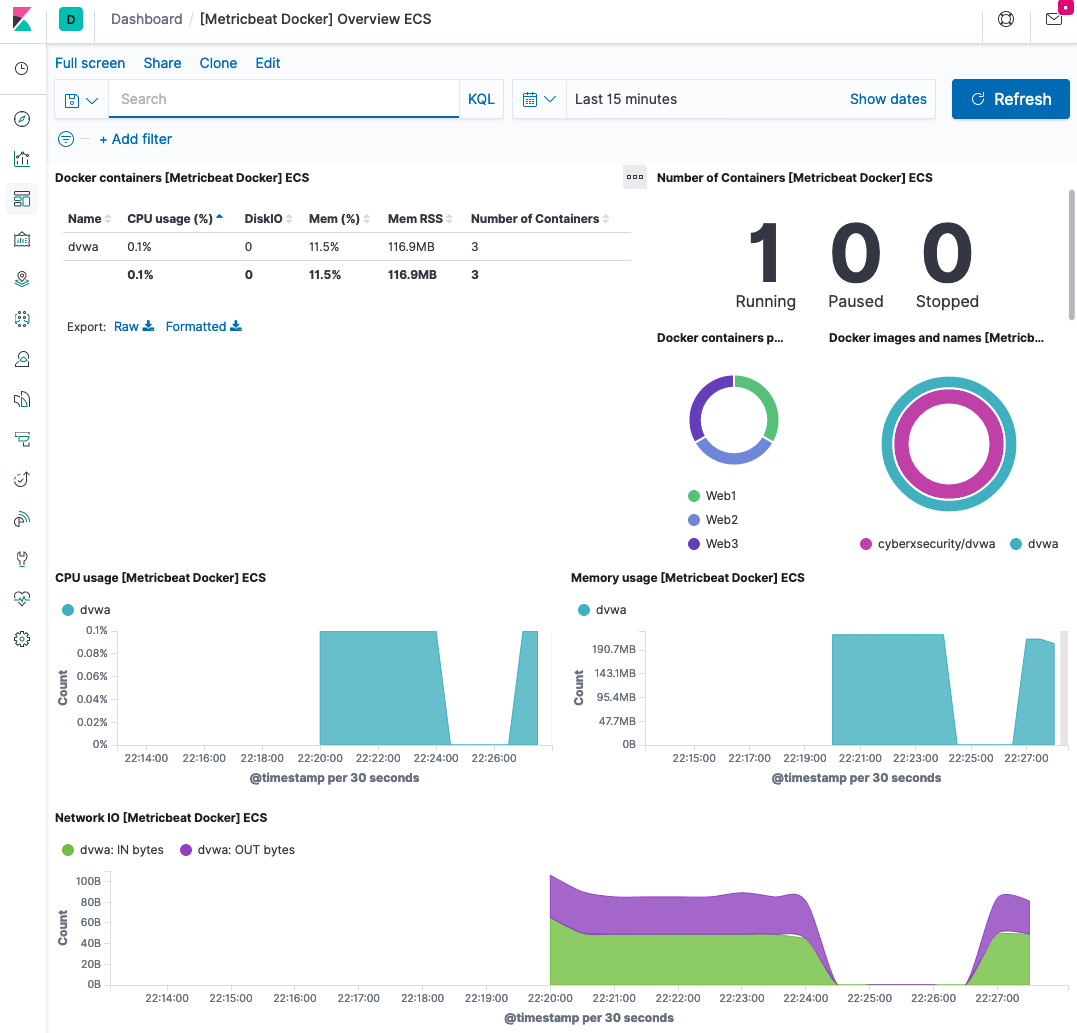 D Dashboard / [Metricbeat Docker] Overview ECS
Full screen Share Clone Edit
Search KQL Last 15 minutes Show dates Refresh
+ Add filter
Docker containers [Metricbeat Docker] ECS
Name CPU usage (%) DiskIO Mem (%) Mem RSS Number of Containers
dvwa 0.1% 0 11.5% 116.9MB 3
0.1% 0 11.5% 116.9MB 3
Export: Raw Formatted
Number of Containers [Metricbeat Docker] ECS
1 0 0
Running Paused Stopped
Docker containers p...
Web1
Web2
Web3
Docker images and names [Metricb...
cyberxsecurity/dvwa dvwa
CPU usage [Metricbeat Docker] ECS
dvwa
0.1%
0.08%
0.06%
0.04%
0.02%
0%
Count
22:14:00 22:16:00 22:18:00 22:20:00 22:22:00 22:24:00 22:26:00
@timestamp per 30 seconds
Memory usage [Metricbeat Docker] ECS
dvwa
190.7MB
143.1MB
95.4MB
47.7MB
0B
Count
22:15:00 22:17:00 22:19:00 22:21:00 22:23:00 22:25:00 22:27:00
@timestamp per 30 seconds
Network IO [Metricbeat Docker] ECS
dvwa: IN bytes dvwa: OUT bytes
100B
80B
60B
40B
20B
0B
Count
22:14:00 22:15:00 22:16:00 22:17:00 22:18:00 22:19:00 22:20:00 22:21:00 22:22:00 22:23:00 22:24:00 22:25:00 22:26:00 22:27:00
@timestamp per 30 seconds